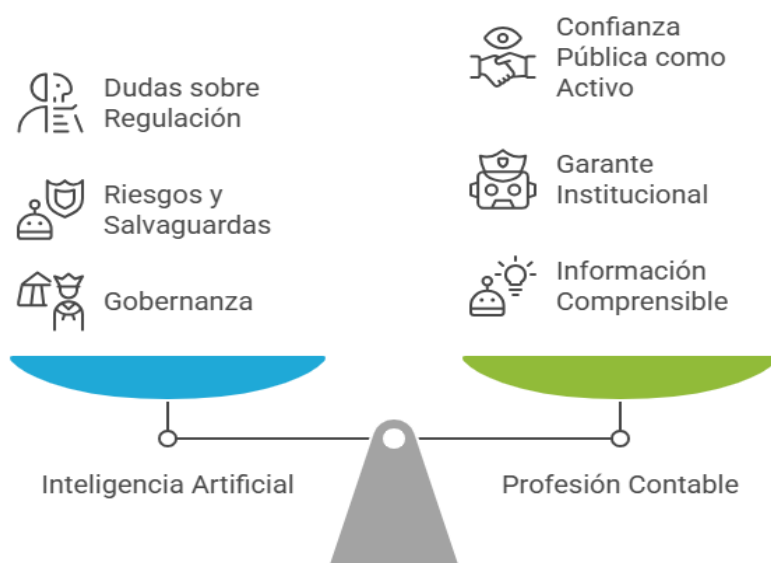 Dudas sobre
Regulación
Riesgos y
Salvaguardas
Gobernanza
Inteligencia Artificial
Confianza
Pública como
Activo
Garante
Institucional
Información
Comprensible
Profesión Contable